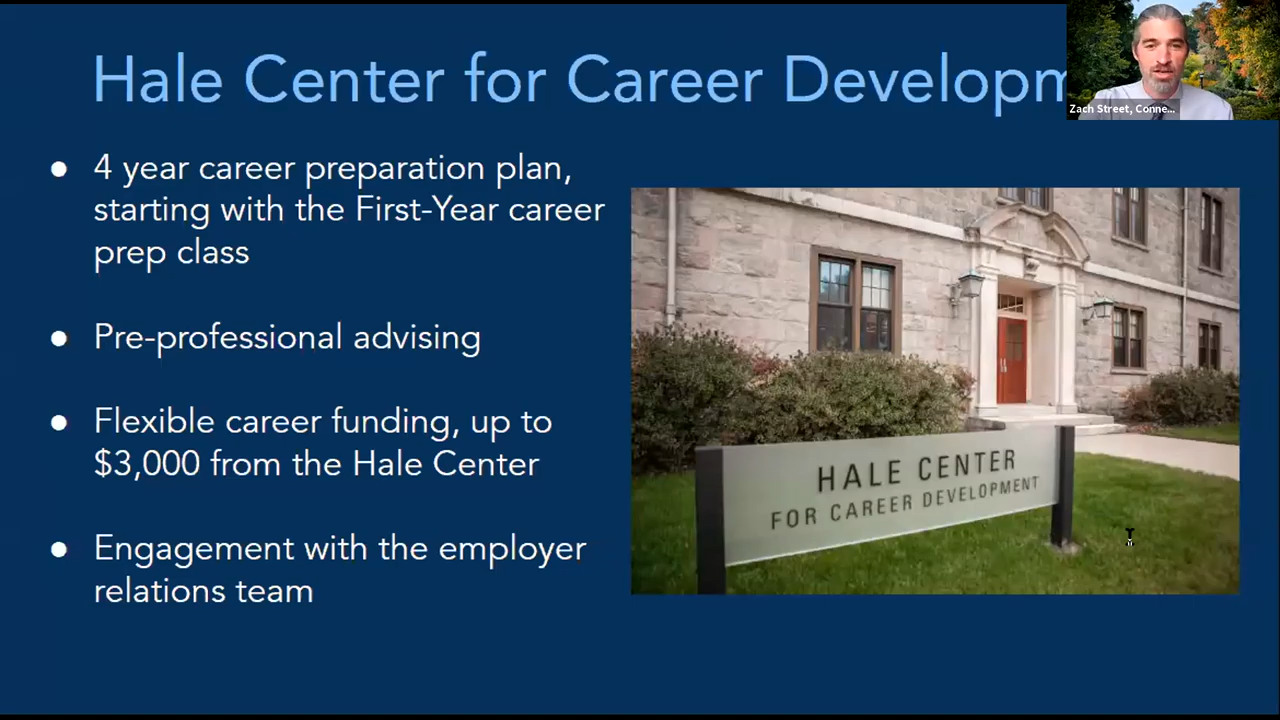 Hale Center for Career Developm
Zach Street, Conne...
4 year career preparation plan,
starting with the First-Year career
prep class
Pre-professional advising
Flexible career funding, up to
$3,000 from the Hale Center
Engagement with the employer
relations team
HALE CENTER
FOR CAREER DEVELOPMENT